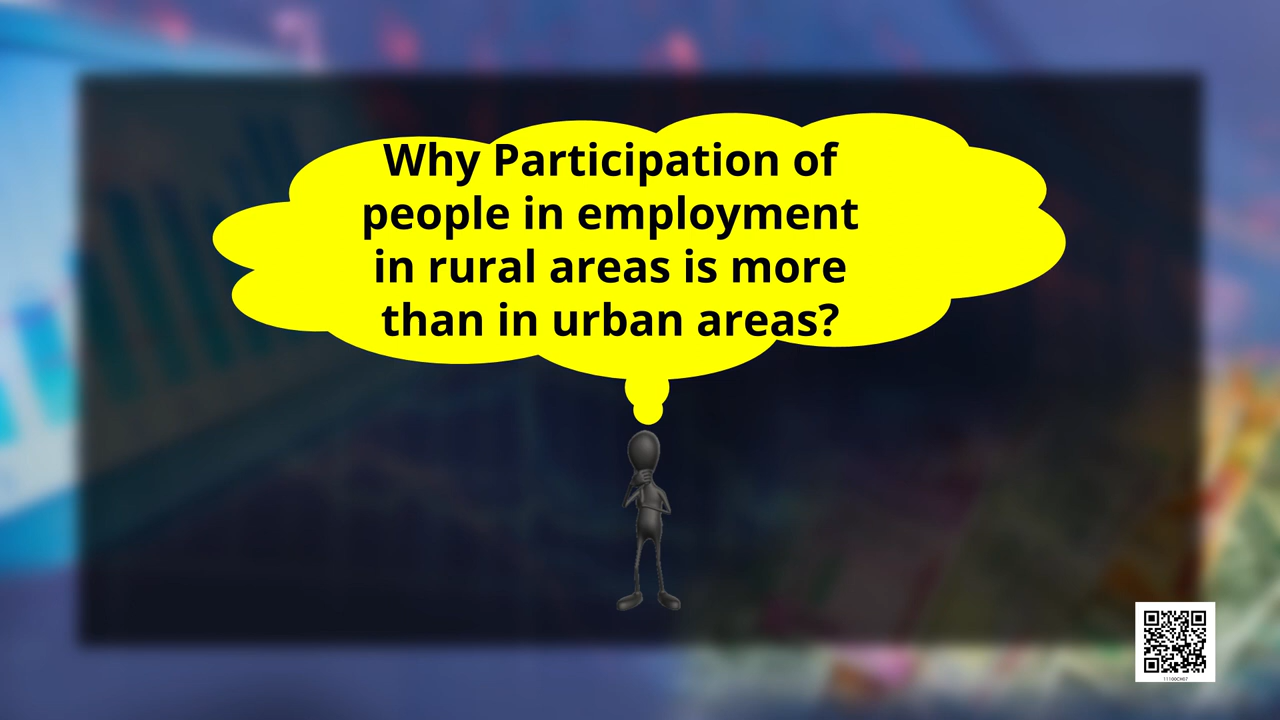 Why Participation of
people in employment
in rural areas is more
than in urban areas?